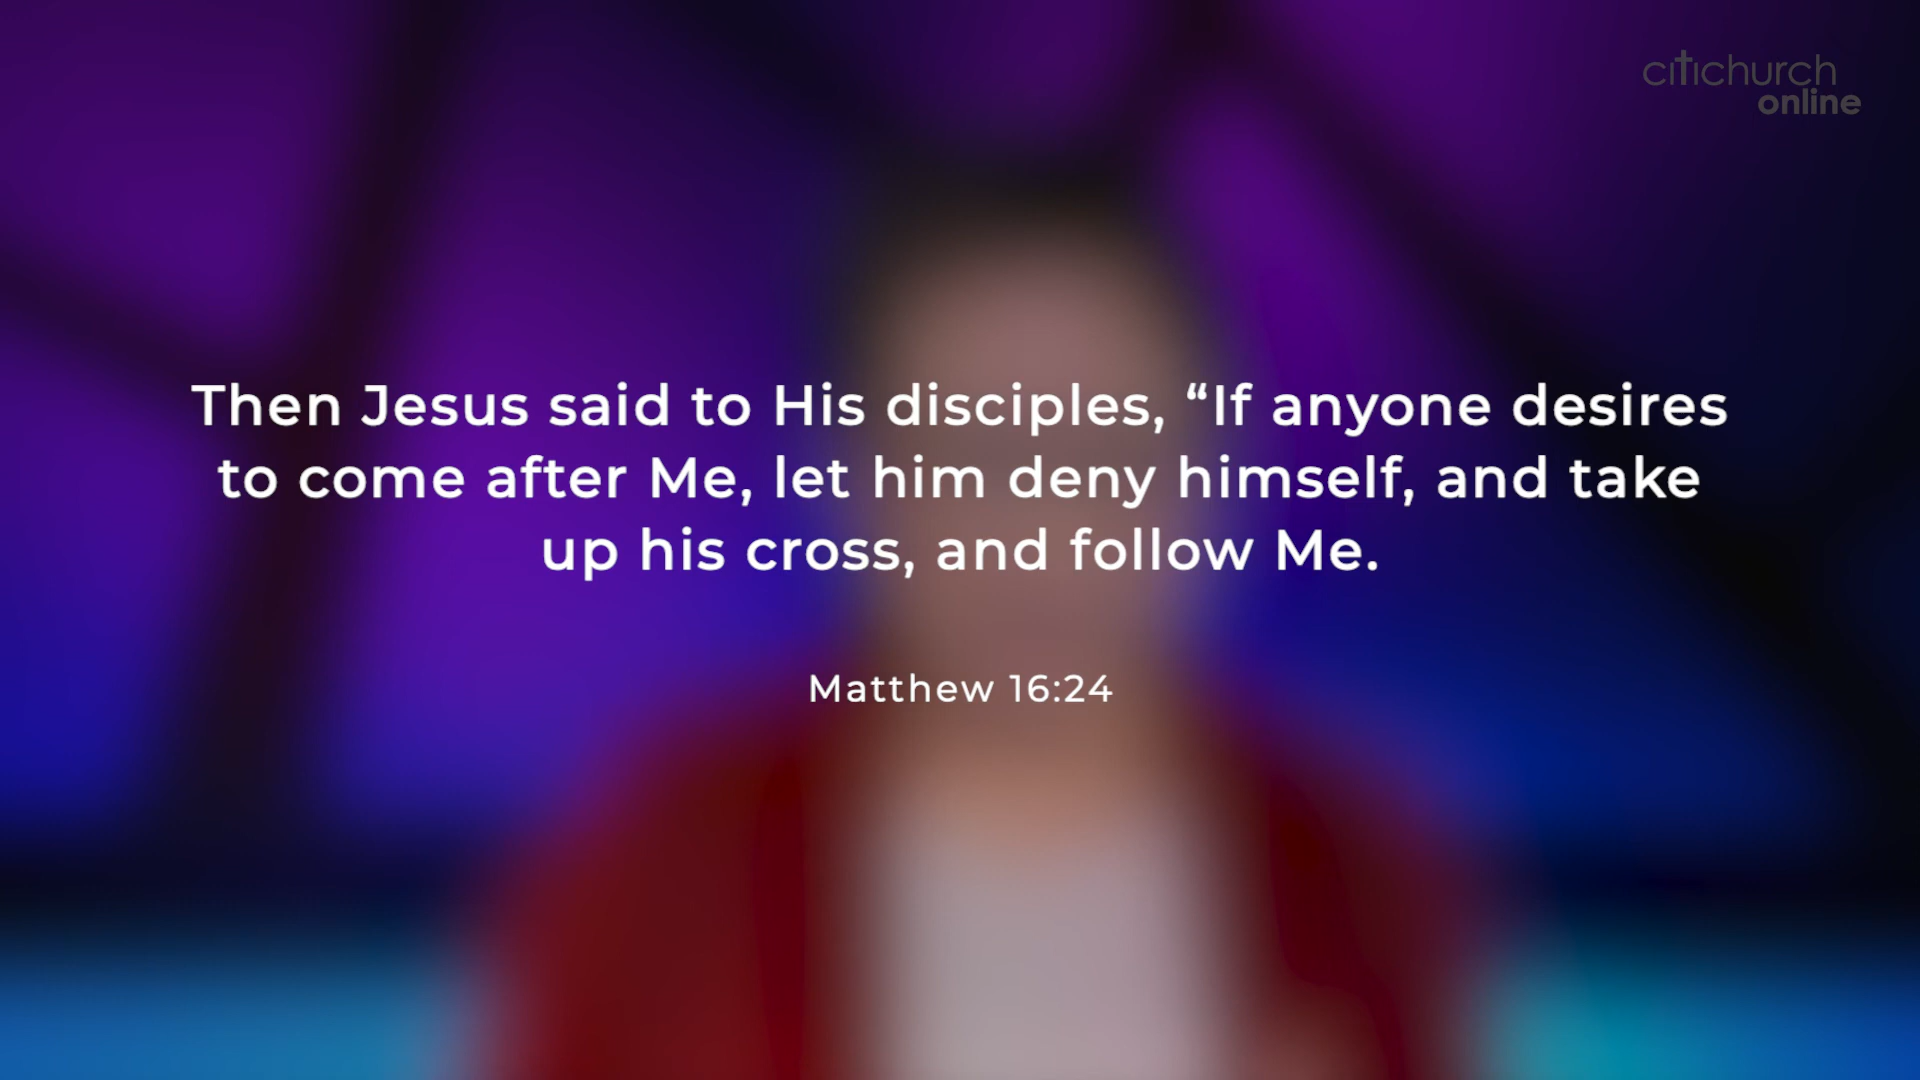 citichurch
online
Then Jesus said to His disciples, “If anyone desires
to come after Me, let him deny himself, and take
up his cross, and follow Me.
Matthew 16:24